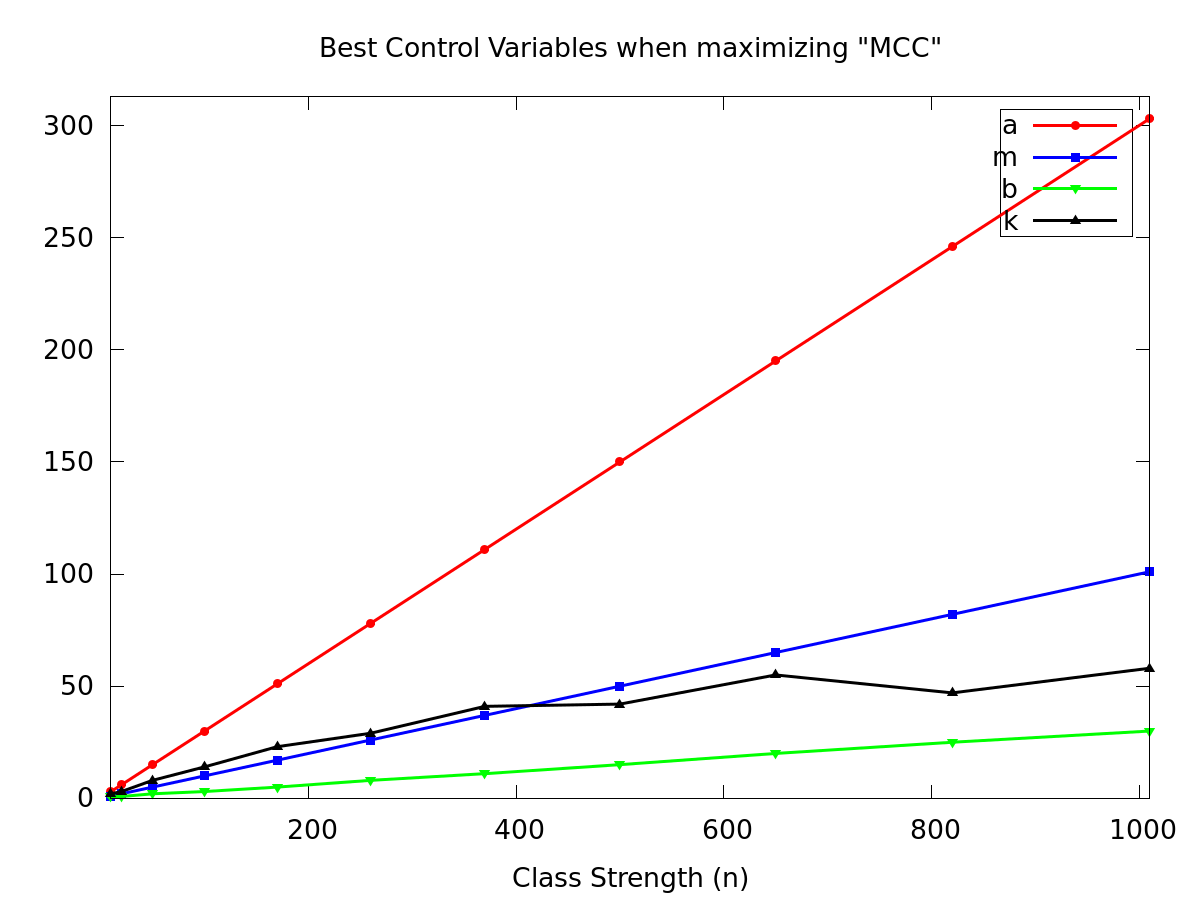 Best Control Variables when maximizing "MCC"
300
250
200
150
100
50
0
a
m
b
k
200 400 600 800 1000
Class Strength (n)